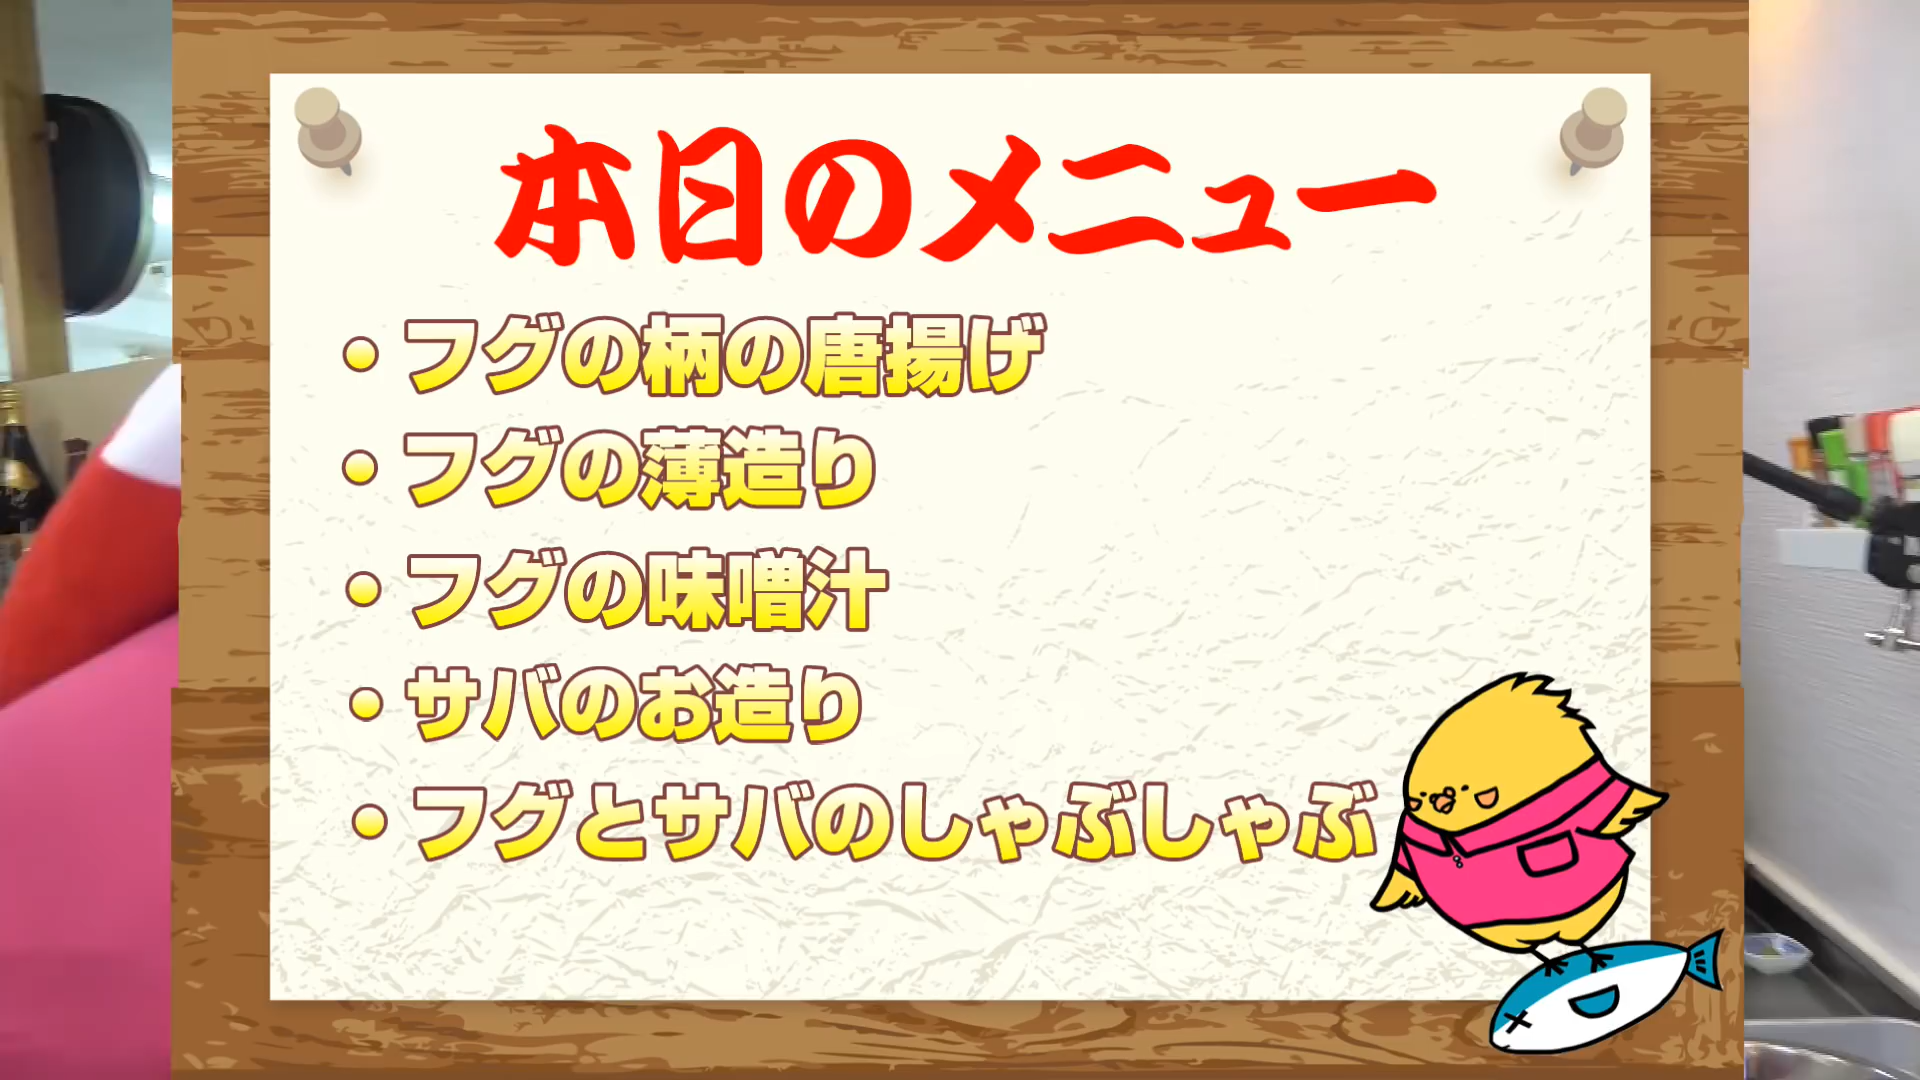 本日のメニュー
・フグの柄の唐揚げ
・フグの薄造り
・フグの味噌汁
・サバのお造り
・フグとサバのしゃぶしゃぶ